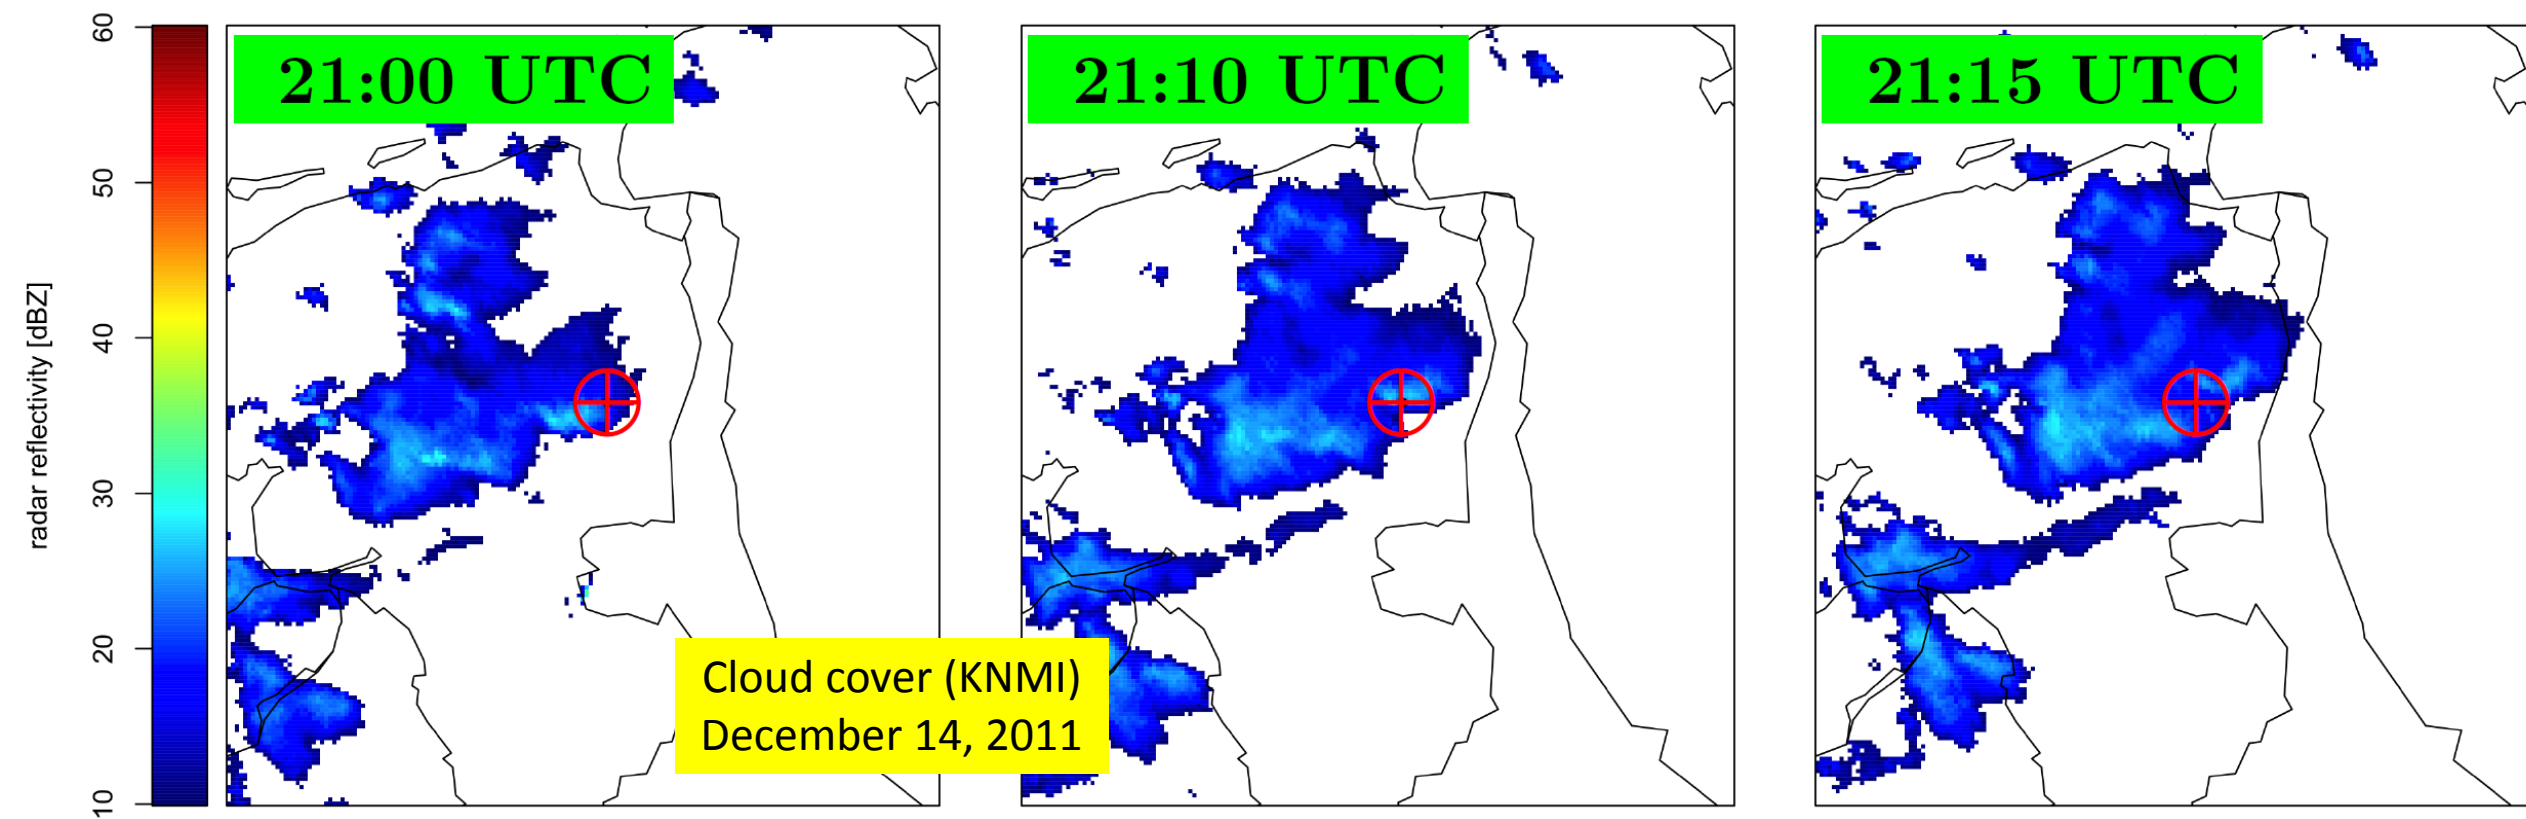 21:00 UTC
21:10 UTC
21:15 UTC
radar reflectivity [dBZ]
60
50
40
30
20
10
Cloud cover (KNMI)
December 14, 2011